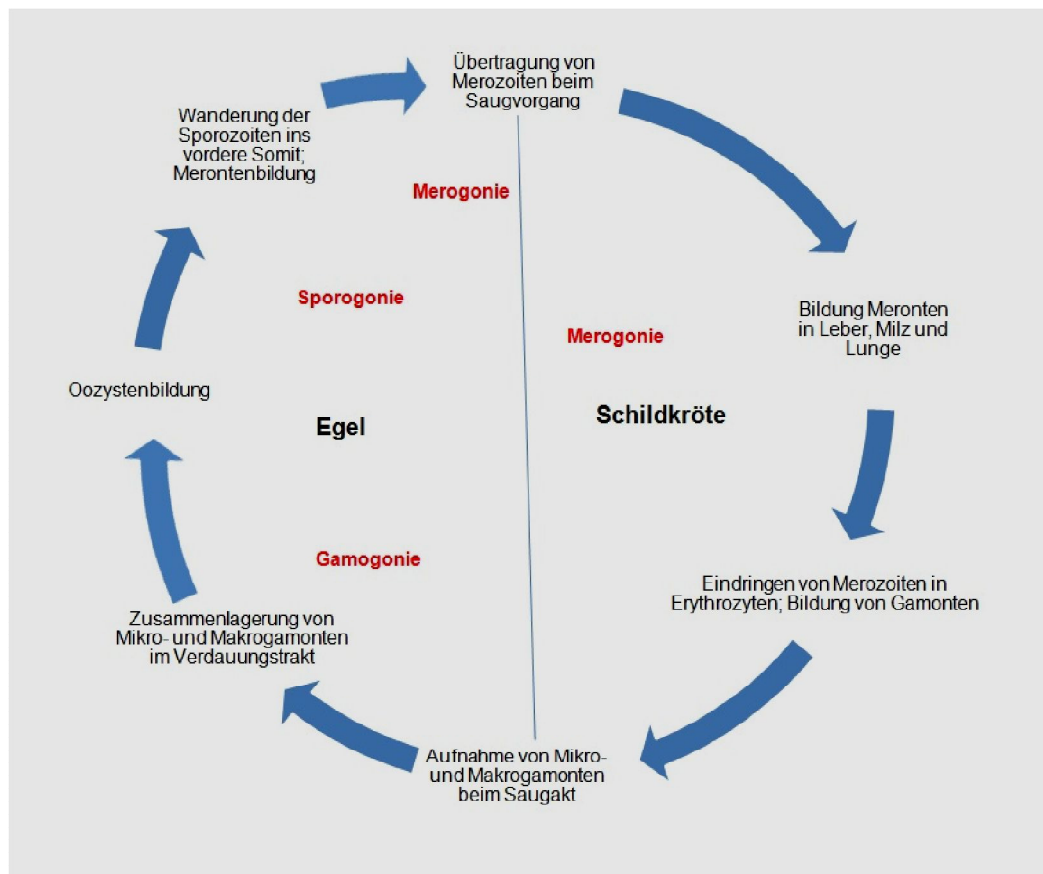 Übertragung von
Merozoiten beim
Saugvorgang
Wanderung der
Sporozoiten ins
vordere Somit;
Merontenbildung
Merogonie
Sporogonie
Merogonie
Bildung Meronten
in Leber, Milz und
Lunge
Oozystenbildung
Egel
Schildkröte
Gamogonie
Eindringen von Merozoiten in
Erythrozyten; Bildung von Gamonten
Zusammenlagerung von
Mikro- und Makrogamonten
im Verdauungstrakt
Aufnahme von Mikro-
und Makrogamonten
beim Saugakt